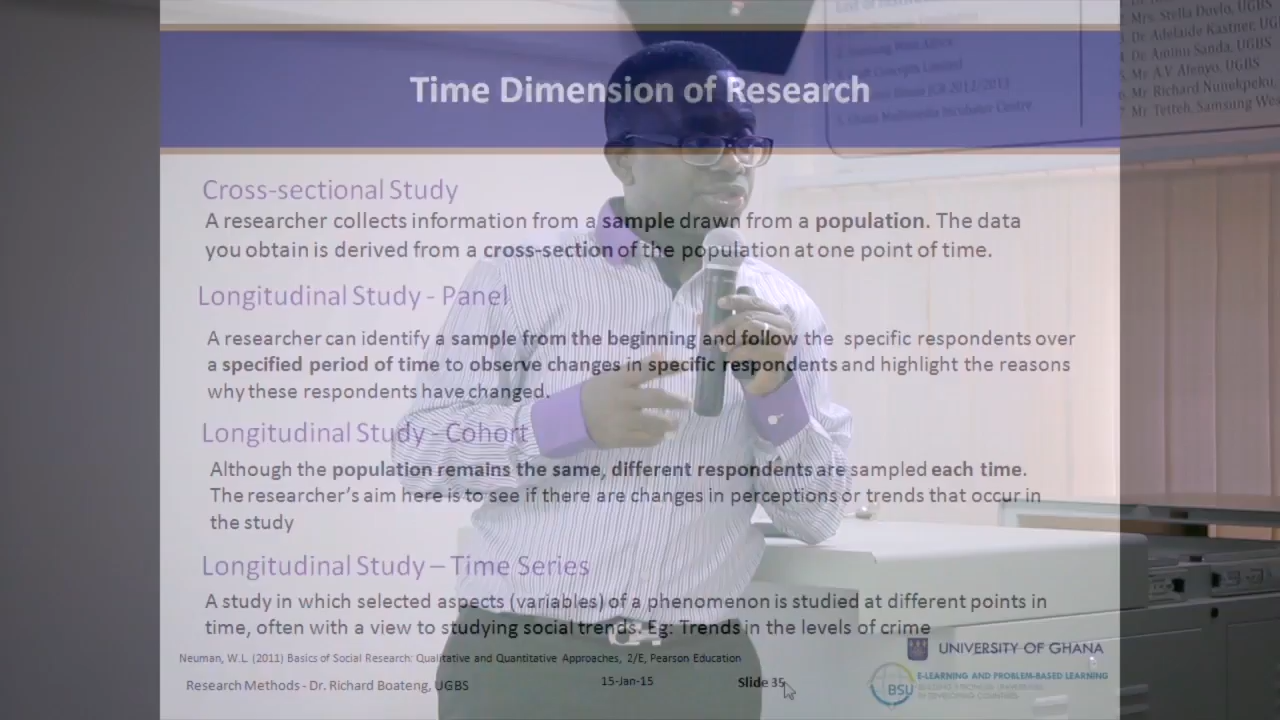 Mrs. Stella Dovlo, UGBS
Dr. Adelaide Kastner, UG
4. Dr. Aminu Sanda, UGBS
5. Mr A.V Afenyo, UGBS
6. Mr Richard Nunekpeku,
7. Mr Tetteh, Samsung We
Time Dimension of Research
Cross-sectional Study
A researcher collects information from a sample drawn from a population. The data
you obtain is derived from a cross-section of the population at one point of time.
Longitudinal Study - Panel
A researcher can identify a sample from the beginning and follow the specific respondents over
a specified period of time to observe changes in specific respondents and highlight the reasons
why these respondents have changed.
Longitudinal Study - Cohort
Although the population remains the same, different respondents are sampled each time.
The researcher's aim here is to see if there are changes in perceptions or trends that occur in
the study
Longitudinal Study – Time Series
A study in which selected aspects (variables) of a phenomenon is studied at different points in
time, often with a view to studying social trends. Eg: Trends in the levels of crime
Neuman, W.L. (2011) Basics of Social Research: Qualitative and Quantitative Approaches, 2/E, Pearson Education
Research Methods - Dr. Richard Boateng, UGBS
15-Jan-15
Slide 35
UNIVERSITY OF GHANA
BSU
E-LEARNING AND PROBLEM-BASED LEARNING